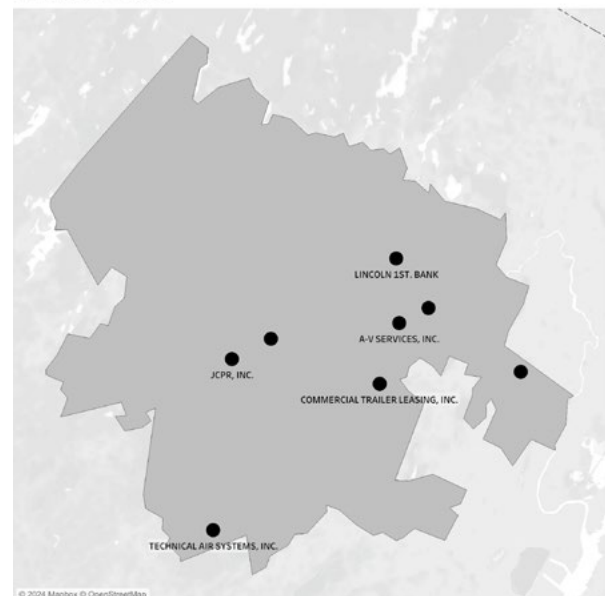 LINCOLN 1ST. BANK
A-V SERVICES, INC.
JCPR, INC.
COMMERCIAL TRAILER LEASING, INC.
TECHNICAL AIR SYSTEMS, INC.
© 2024 Mapbox © OpenStreetMap